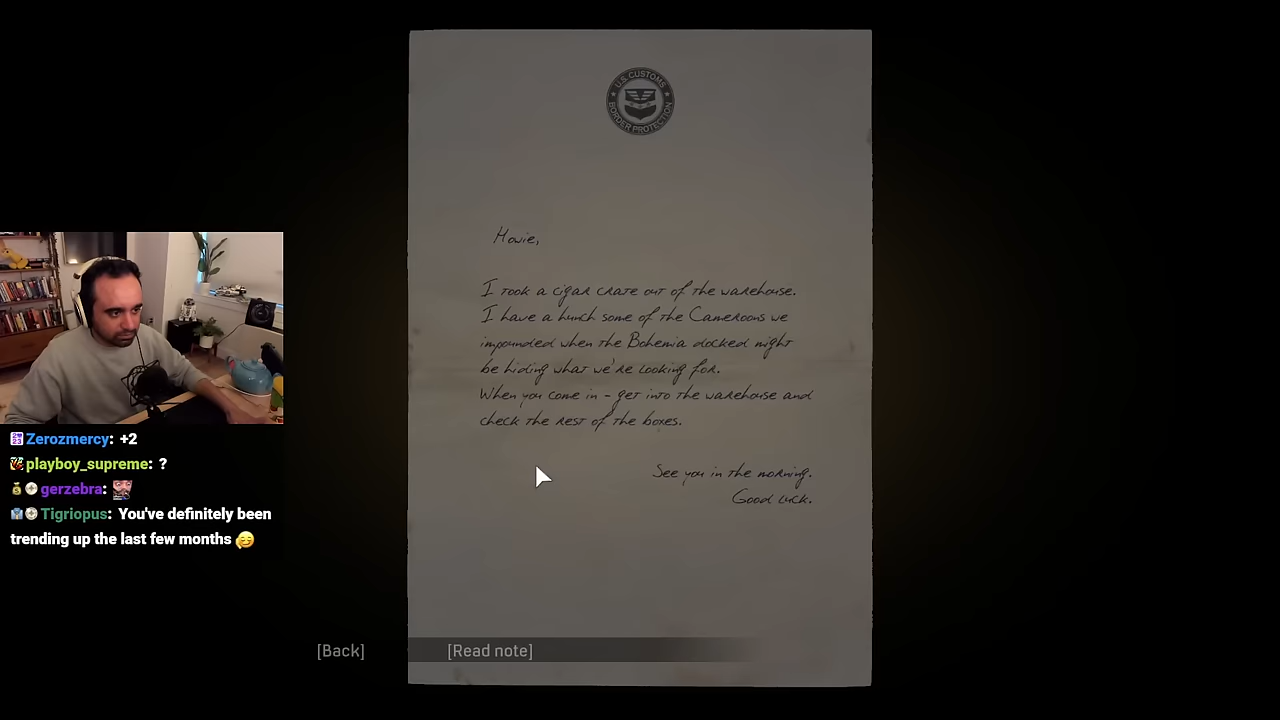 U.S. CUSTOMS
BORDER PROTECTION
Howie,
I took a cigar crate out of the warehouse.
I have a hunch some of the Cameroons we
impounded when the Bohemia docked might
be hiding what we're looking for.
When you come in - get into the warehouse and
check the rest of the boxes.
See you in the morning.
Good luck.
Zerozmercy: +2
playboy_supreme: ?
gerzebra:
Tigriopus: You've definitely been
trending up the last few months
[Back]
[Read note]